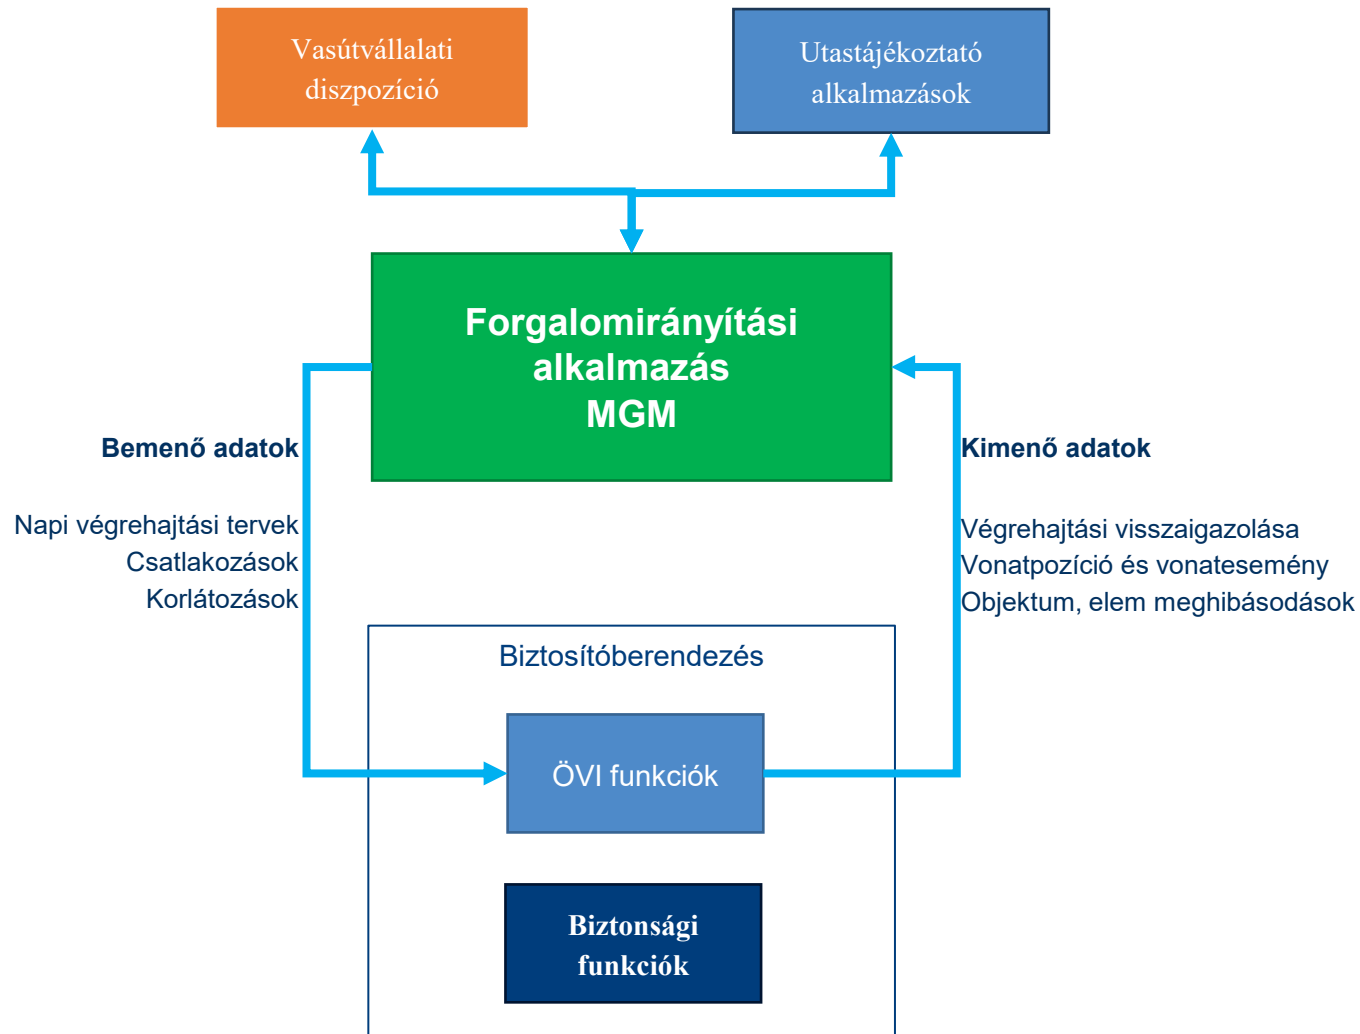 Vasútvállalati
diszpozíció
Utastájékoztató
alkalmazások
Forgalomirányítási
alkalmazás
MGM
Bemenő adatok
Napi végrehajtási tervek
Csatlakozások
Korlátozások
Kimenő adatok
Végrehajtási visszaigazolása
Vonatpozíció és vonatesemény
Objektum, elem meghibásodások
Biztosítóberendezés
ÖVI funkciók
Biztonsági
funkciók